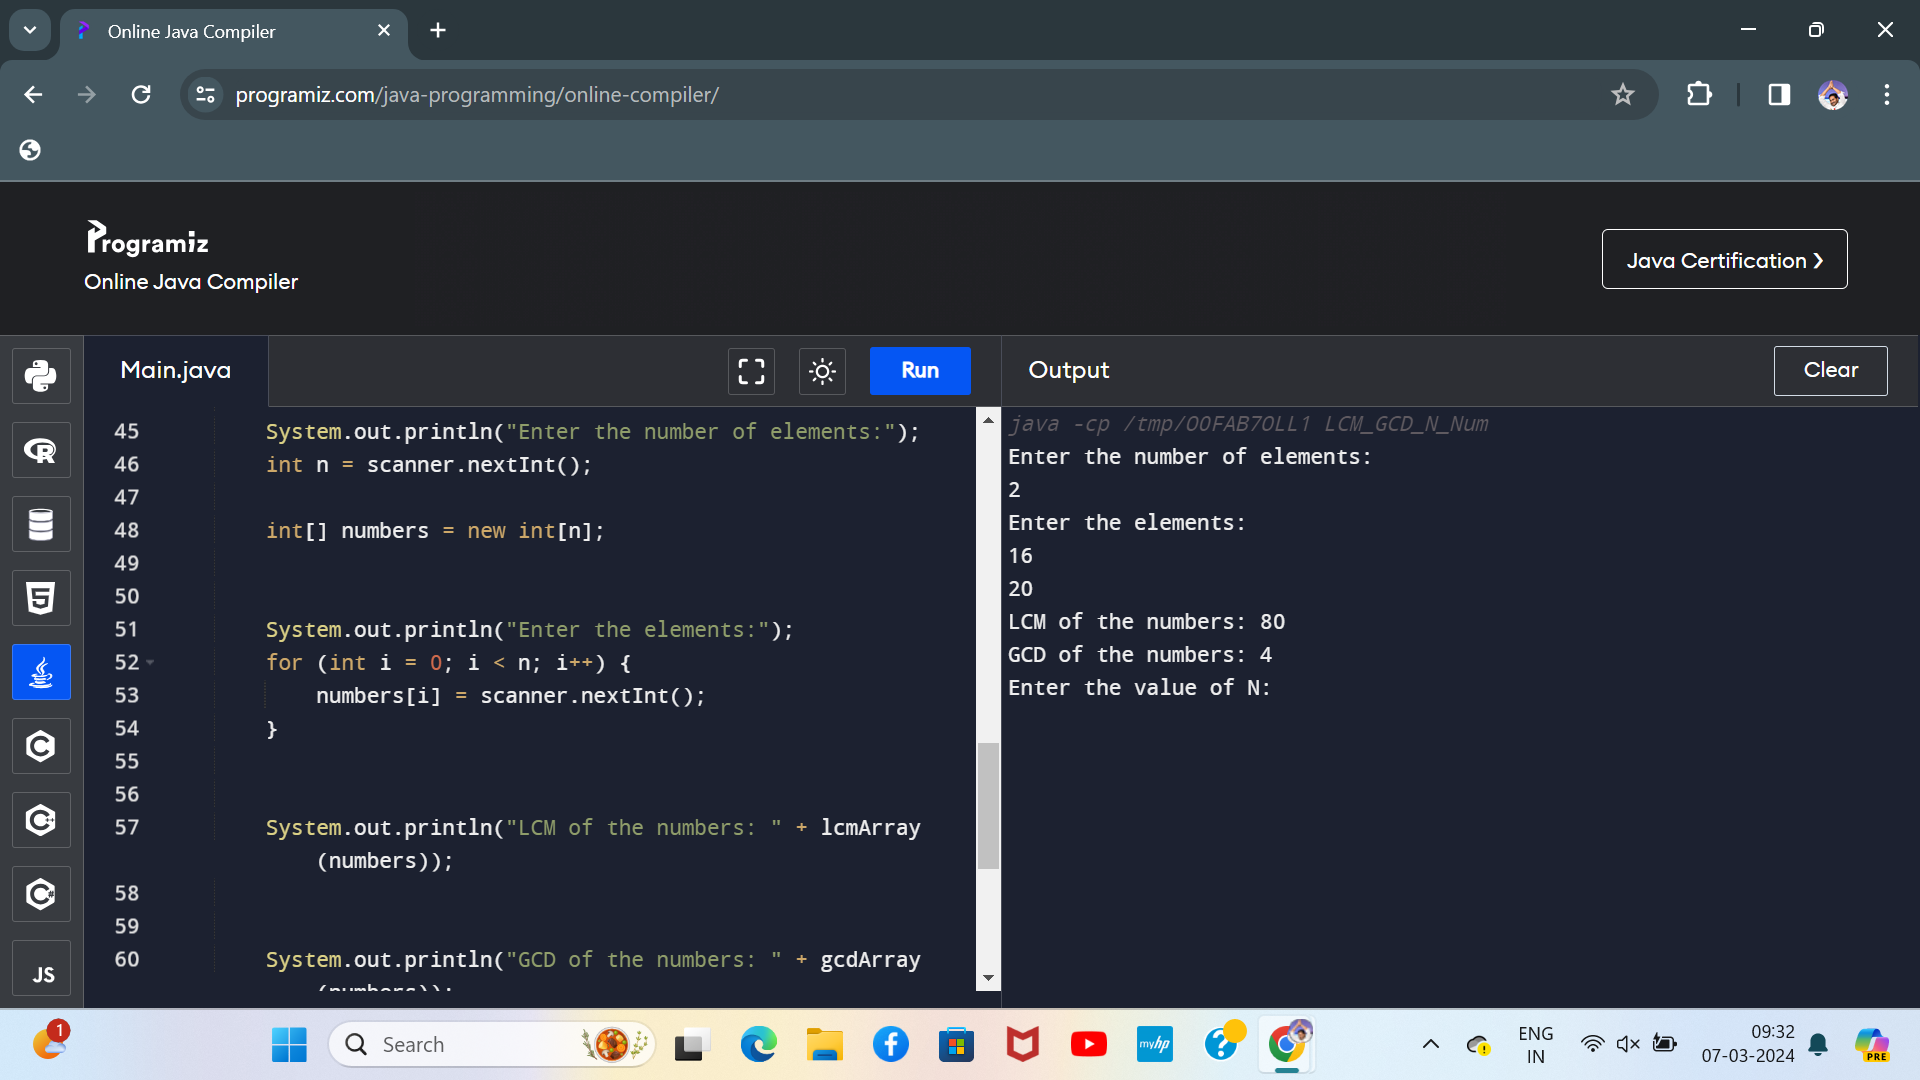 Online Java Compiler
programiz.com/java-programming/online-compiler/
Programiz
Online Java Compiler
Java Certification ❯
Main.java
Run
Output
Clear
45 System.out.println("Enter the number of elements:");
46 int n = scanner.nextInt();
47
48 int[] numbers = new int[n];
49
50
51 System.out.println("Enter the elements:");
52 for (int i = 0; i < n; i++) {
53 numbers[i] = scanner.nextInt();
54 }
55
56
57 System.out.println("LCM of the numbers: " + lcmArray
(numbers));
58
59
60 System.out.println("GCD of the numbers: " + gcdArray
(numbers));
java -cp /tmp/OOFAB7OLL1 LCM_GCD_N_Num
Enter the number of elements:
2
Enter the elements:
16
20
LCM of the numbers: 80
GCD of the numbers: 4
Enter the value of N:
R
5
C
C++
C#
JS
1
Search
myhp
ENG
IN
09:32
07-03-2024
PRE